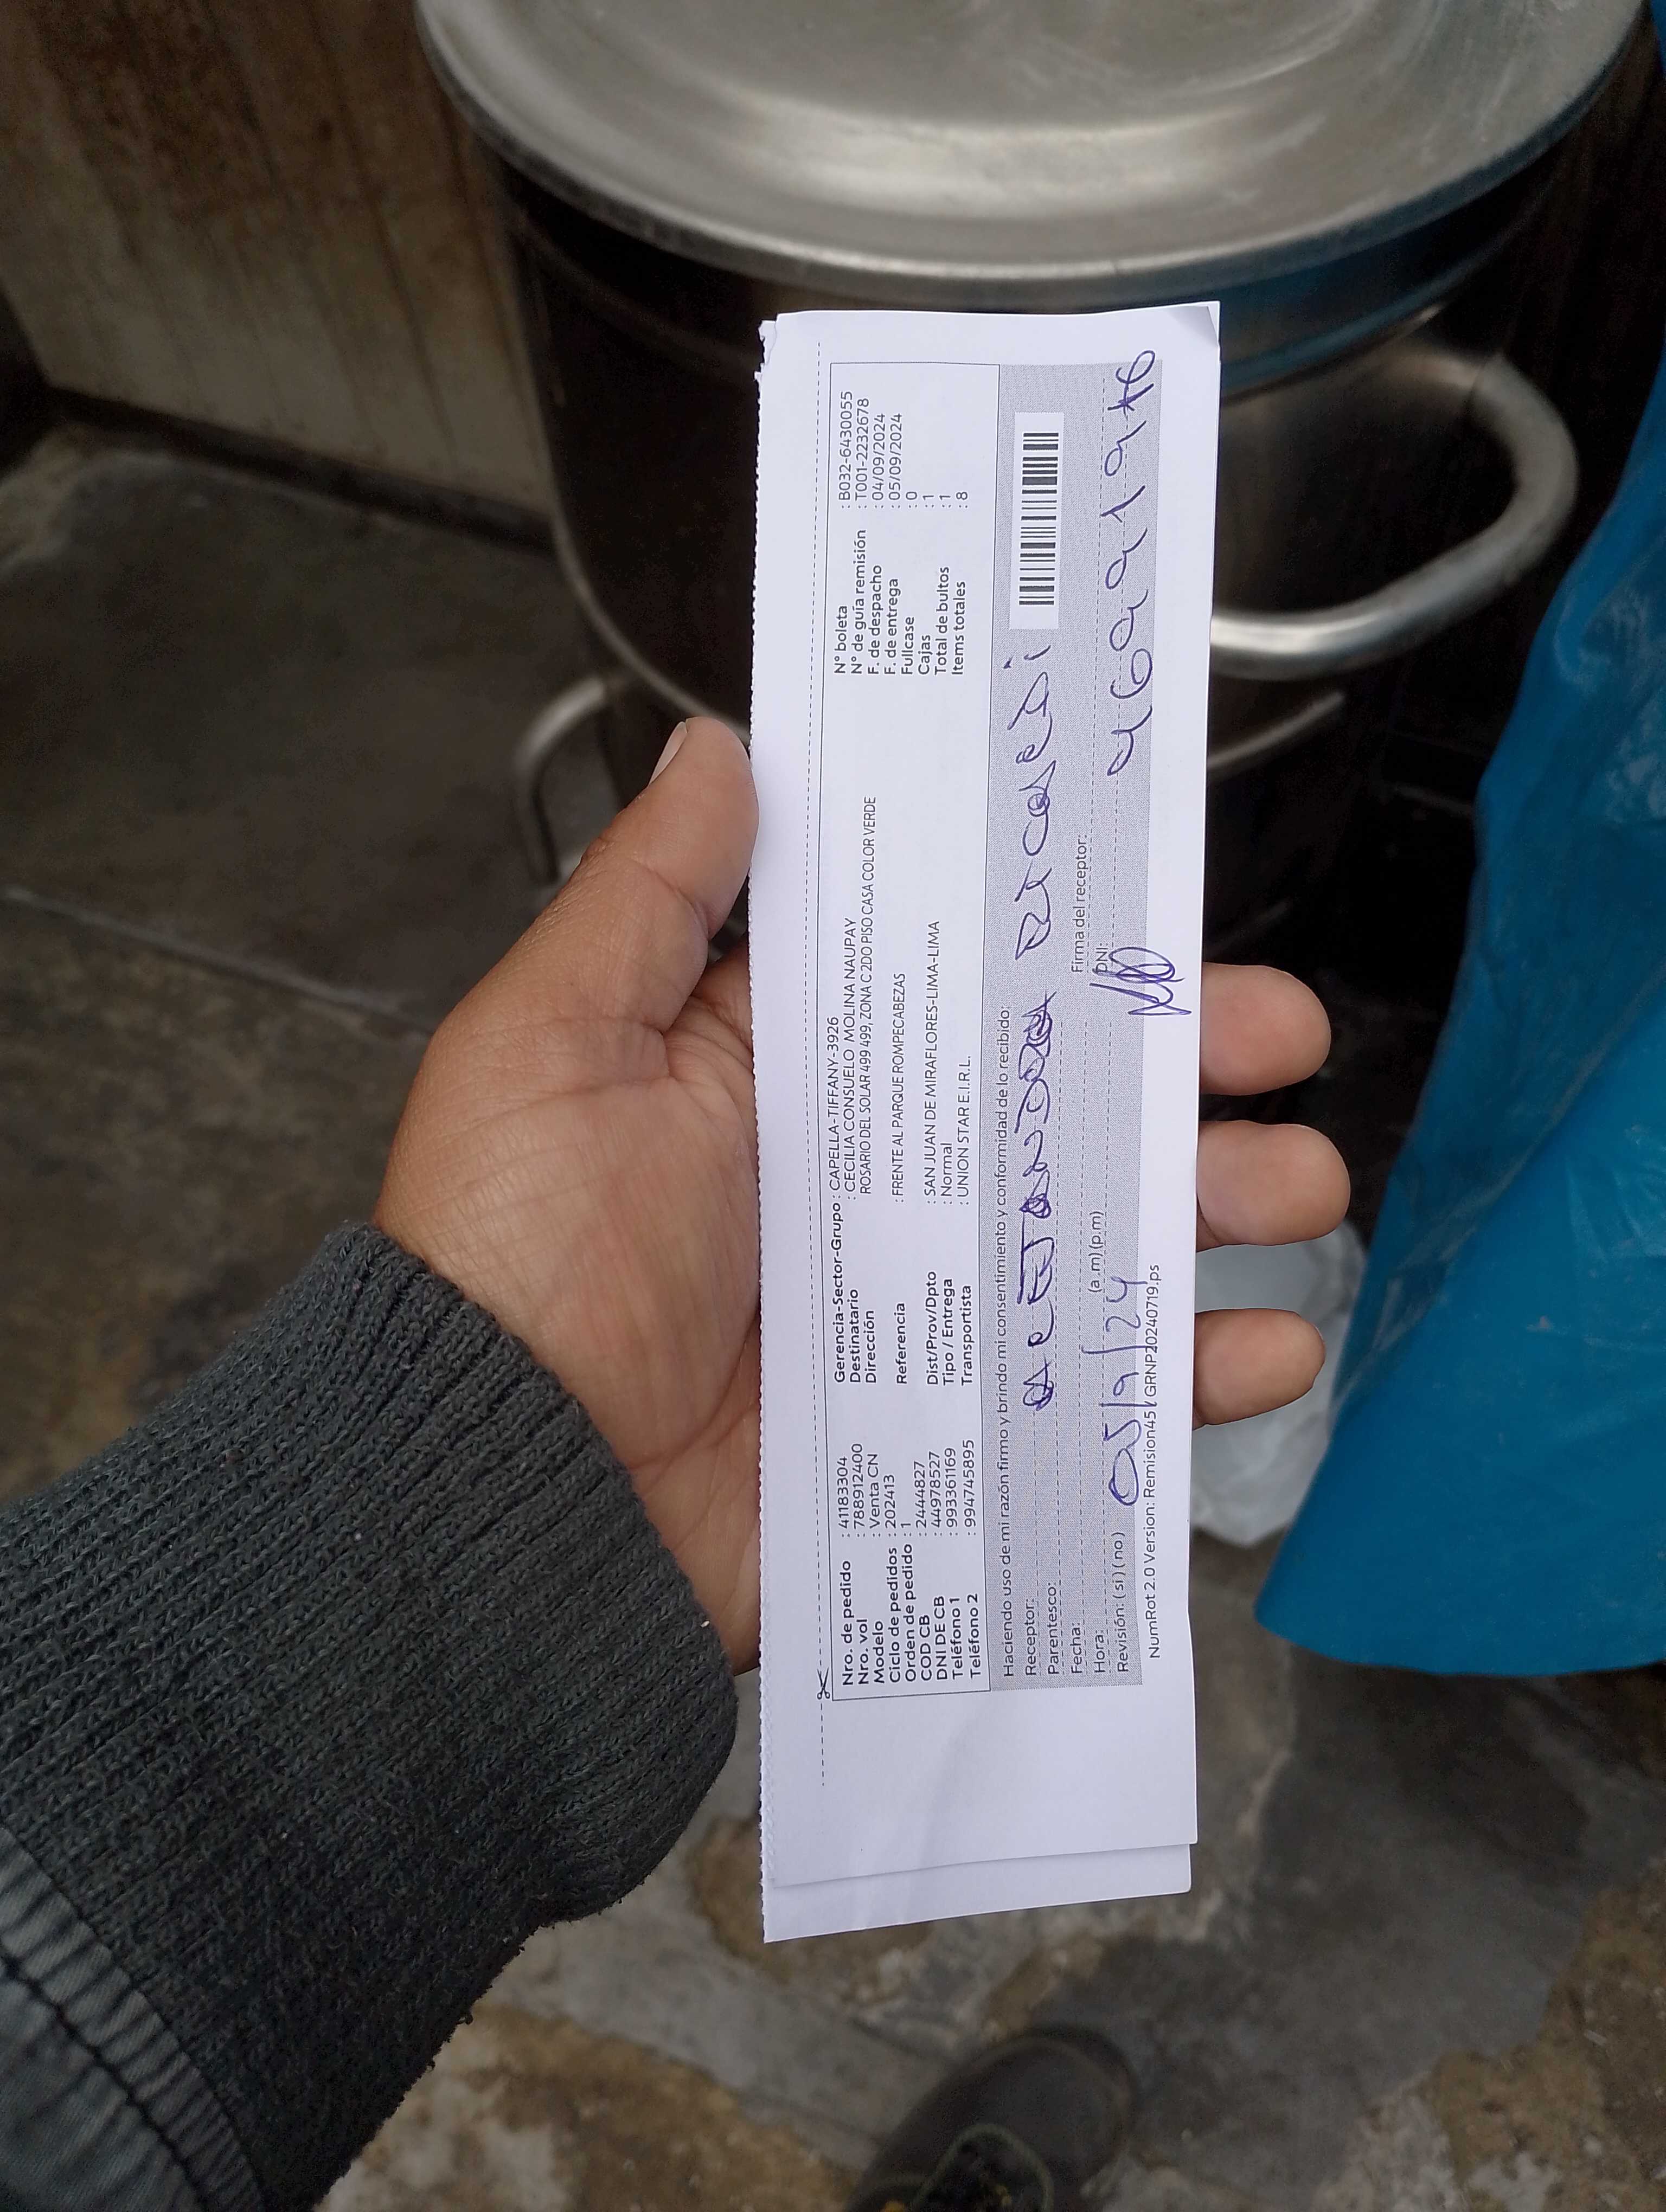 Nro. de pedido : 41183304
Nro. val : 788912400
Modelo : Venta CN
Ciclo de pedidos : 202413
Orden de pedido : 1
COD CB : 2444827
DNI DE CB : 44978527
Teléfono 1 : 993361169
Teléfono 2 : 994745895
Gerencia-Sector-Grupo : CAPELLA-TIFFANY-3926
Destinatario : CECILIA CONSUELO MOLINA NAUPAY
Dirección ROSARIO DEL SOLAR 499 499, ZONA C 2DO PISO CASA COLOR VERDE
Referencia : FRENTE AL PARQUE ROMPECABEZAS
Dist/Prov/Dpto : SAN JUAN DE MIRAFLORES-LIMA-LIMA
Tipo / Entrega : Normal
Transportista : UNION STAR E.I.R.L.
N° boleta : B032-6430055
N° de guía remisión : T001-2232678
F. de despacho : 04/09/2024
F. de entrega : 05/09/2024
Fullcase : 0
Cajas : 1
Total de bultos : 1
Items totales : 8
Haciendo uso de mi razón firmo y brindo mi consentimiento y conformidad de lo recibido:
Receptor:
Parentesco:
Fecha: 05/9/24
Hora: (a.m) (p.m)
Revisión: (si) (no)
Firma del receptor:
DNI:
NumRot 2.0 Version: Remision45 GRNP20240719.ps